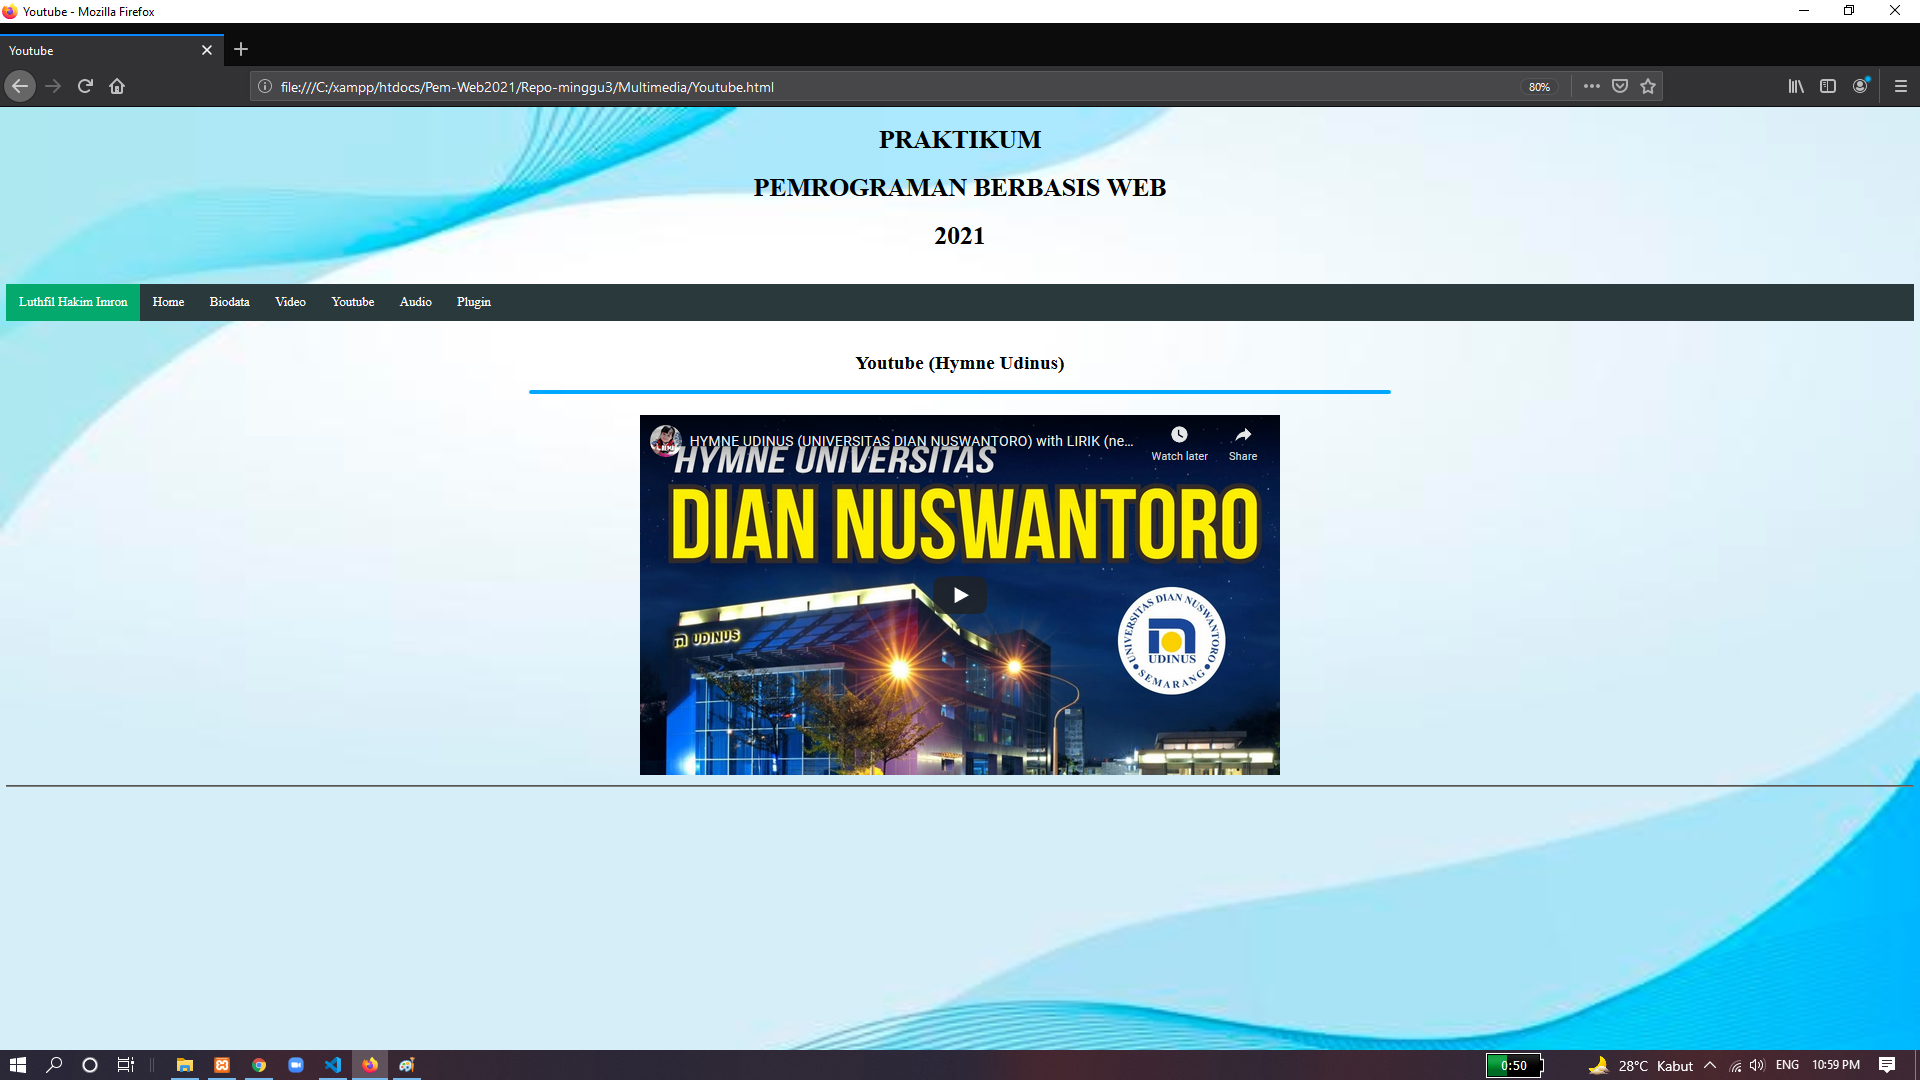 Youtube - Mozilla Firefox
Youtube
file:///C:/xampp/htdocs/Pem-Web2021/Repo-minggu3/Multimedia/Youtube.html
80%
PRAKTIKUM
PEMROGRAMAN BERBASIS WEB
2021
Luthfil Hakim Imron Home Biodata Video Youtube Audio Plugin
Youtube (Hymne Udinus)
HYMNE UDINUS (UNIVERSITAS DIAN NUSWANTORO) with LIRIK (ne...
Watch later Share
HYMNE UNIVERSITAS
DIAN NUSWANTORO
UDINUS
UNIVERSITAS DIAN NUSWANTORO
UDINUS
SEMARANG
0:50 28°C Kabut ENG 10:59 PM